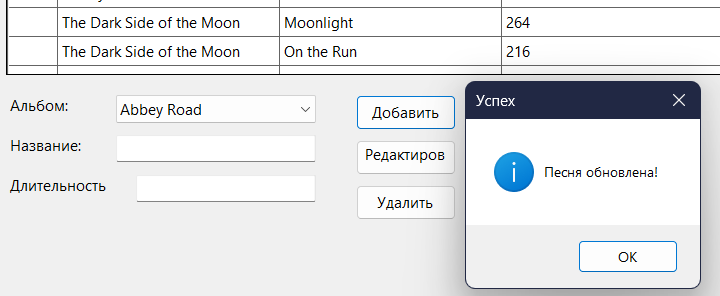 The Dark Side of the Moon Moonlight 264
The Dark Side of the Moon On the Run 216
Альбом: Abbey Road Добавить
Название: Редактиров
Длительность Удалить
Успех
Песня обновлена!
OK